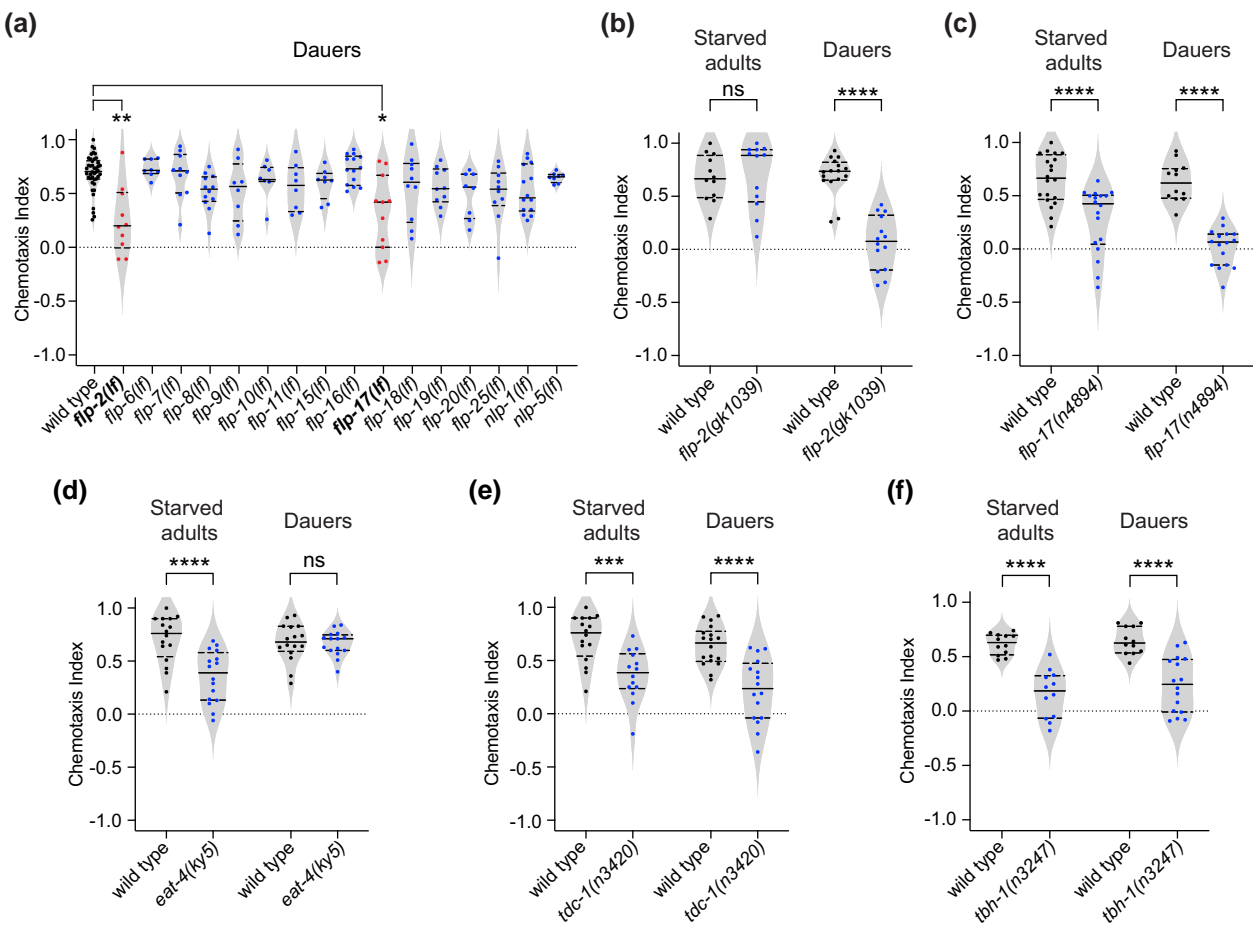 (a)
Dauers
** *
1.0
0.5
0.0
-0.5
-1.0
Chemotaxis Index
wild type
flp-2(lf)
flp-6(lf)
flp-7(lf)
flp-8(lf)
flp-9(lf)
flp-10(lf)
flp-11(lf)
flp-15(lf)
flp-16(lf)
flp-17(lf)
flp-18(lf)
flp-19(lf)
flp-20(lf)
flp-25(lf)
nlp-1(lf)
nlp-5(lf)
(b)
Starved
adults
Dauers
ns ****
1.0
0.5
0.0
-0.5
-1.0
Chemotaxis Index
wild type
flp-2(gk1039)
wild type
flp-2(gk1039)
(c)
Starved
adults
Dauers
**** ****
1.0
0.5
0.0
-0.5
-1.0
Chemotaxis Index
wild type
flp-17(n4894)
wild type
flp-17(n4894)
(d)
Starved
adults
Dauers
**** ns
1.0
0.5
0.0
-0.5
-1.0
Chemotaxis Index
wild type
eat-4(ky5)
wild type
eat-4(ky5)
(e)
Starved
adults
Dauers
*** ****
1.0
0.5
0.0
-0.5
-1.0
Chemotaxis Index
wild type
tdc-1(n3420)
wild type
tdc-1(n3420)
(f)
Starved
adults
Dauers
**** ****
1.0
0.5
0.0
-0.5
-1.0
Chemotaxis Index
wild type
tbh-1(n3247)
wild type
tbh-1(n3247)